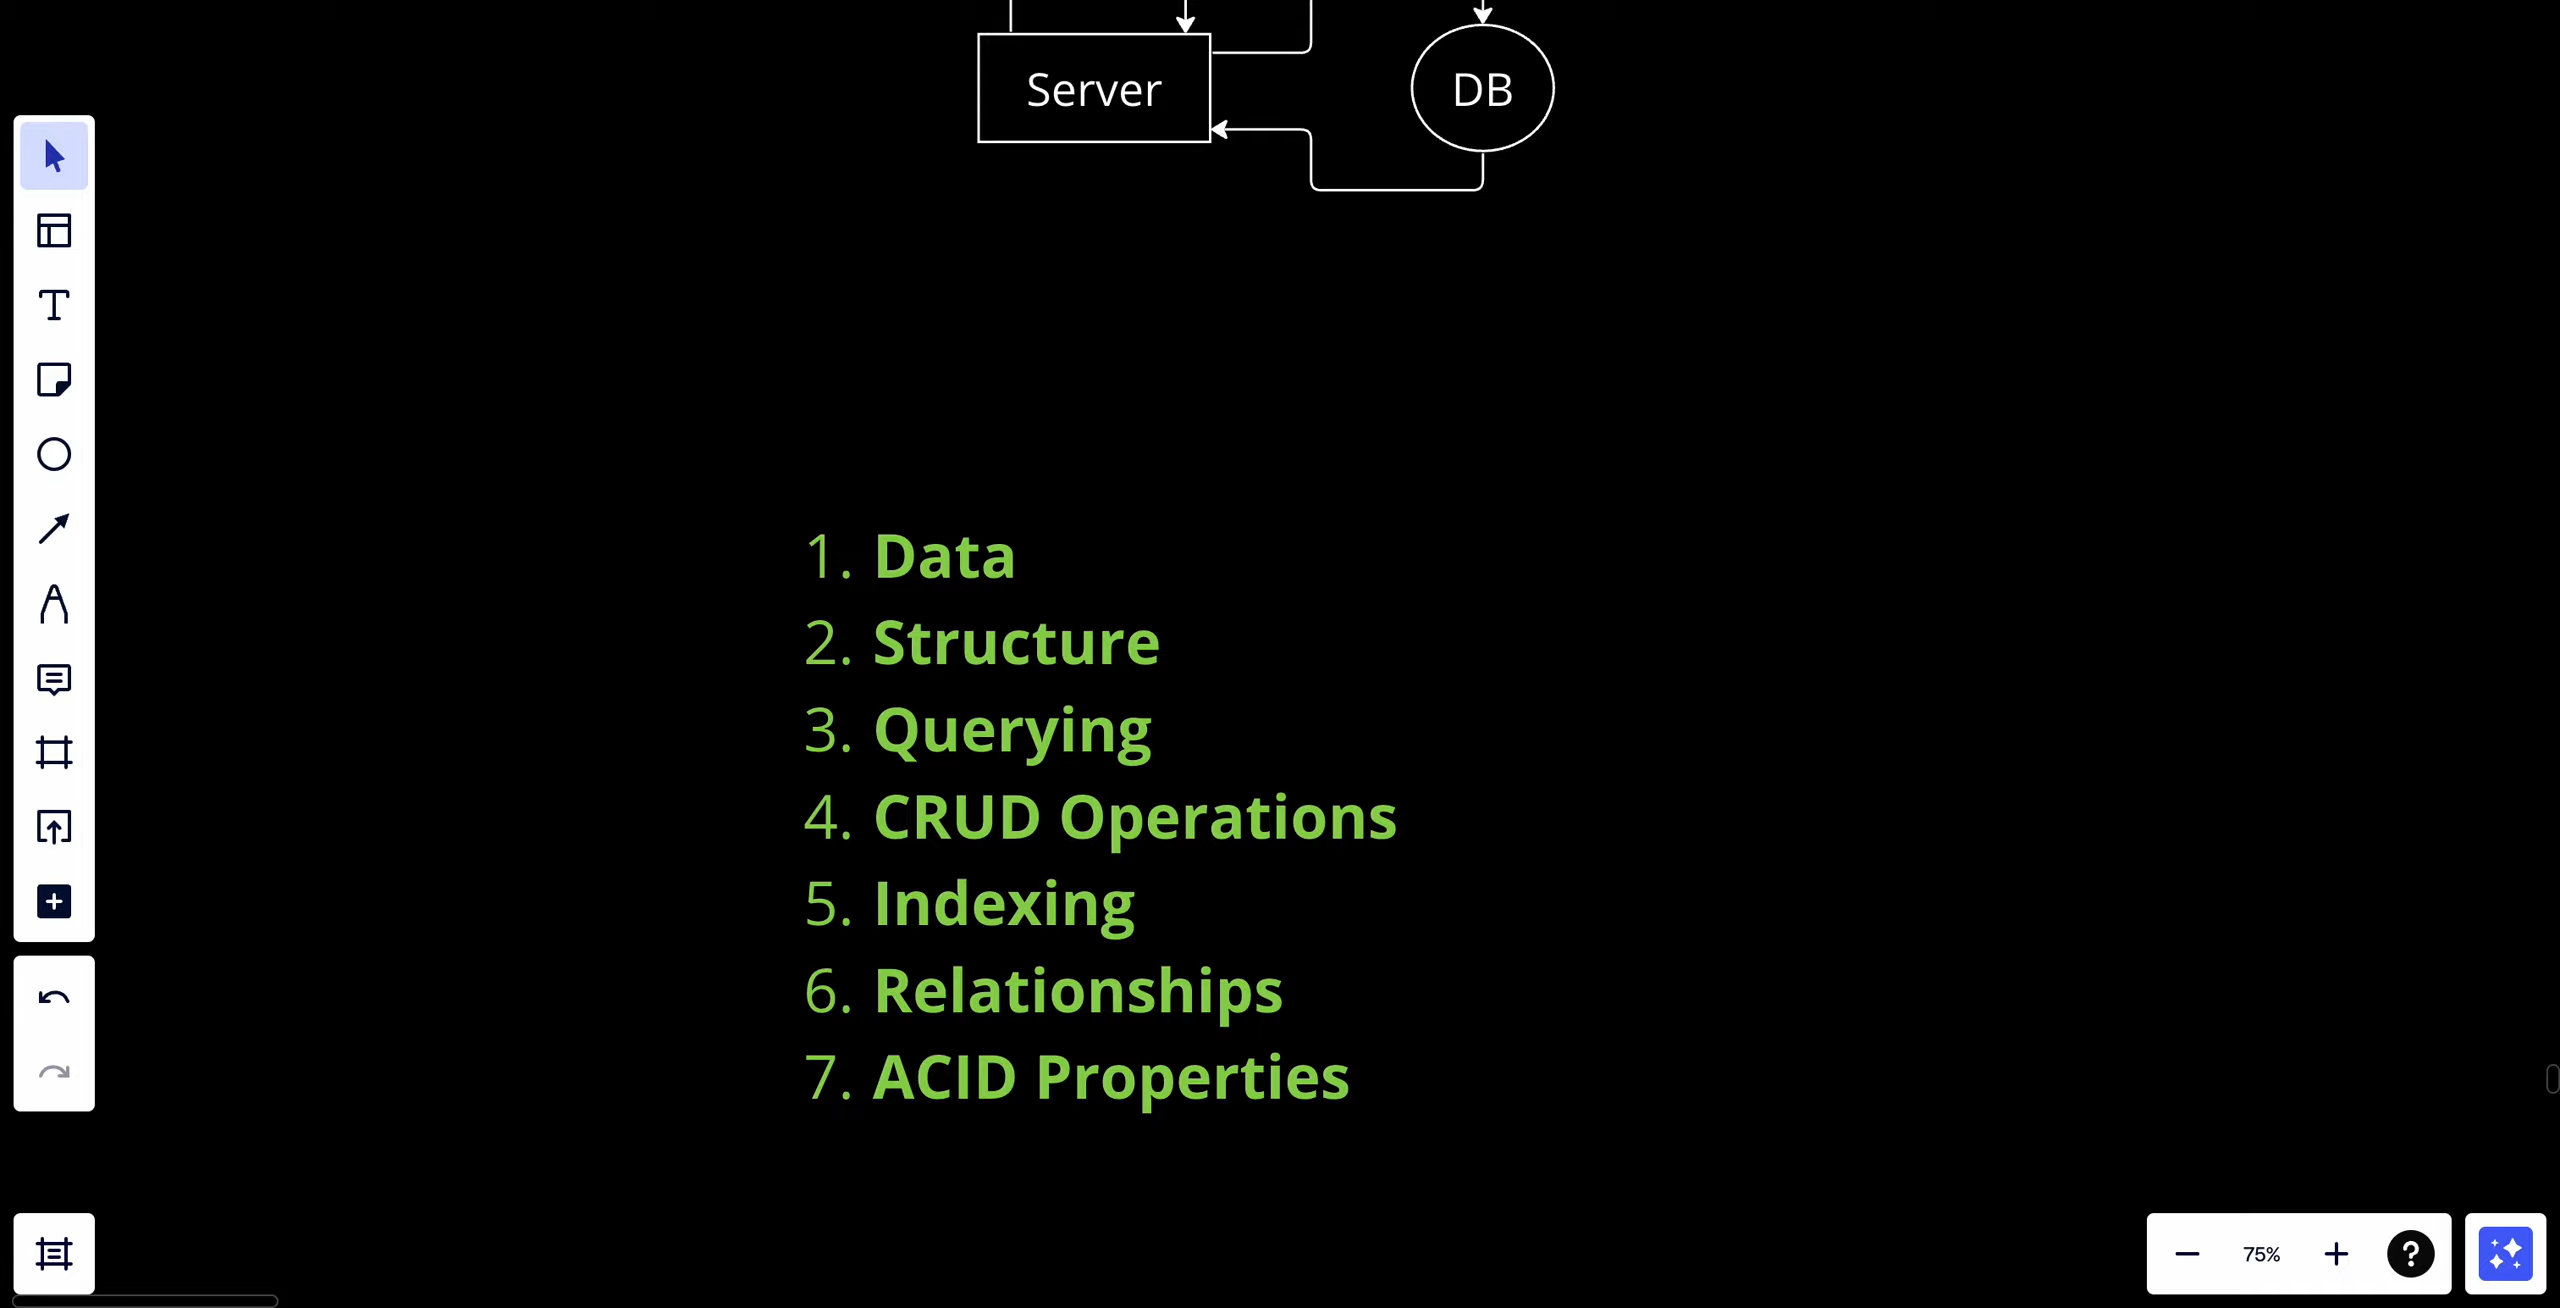 Server
DB
1. Data
2. Structure
3. Querying
4. CRUD Operations
5. Indexing
6. Relationships
7. ACID Properties
75%